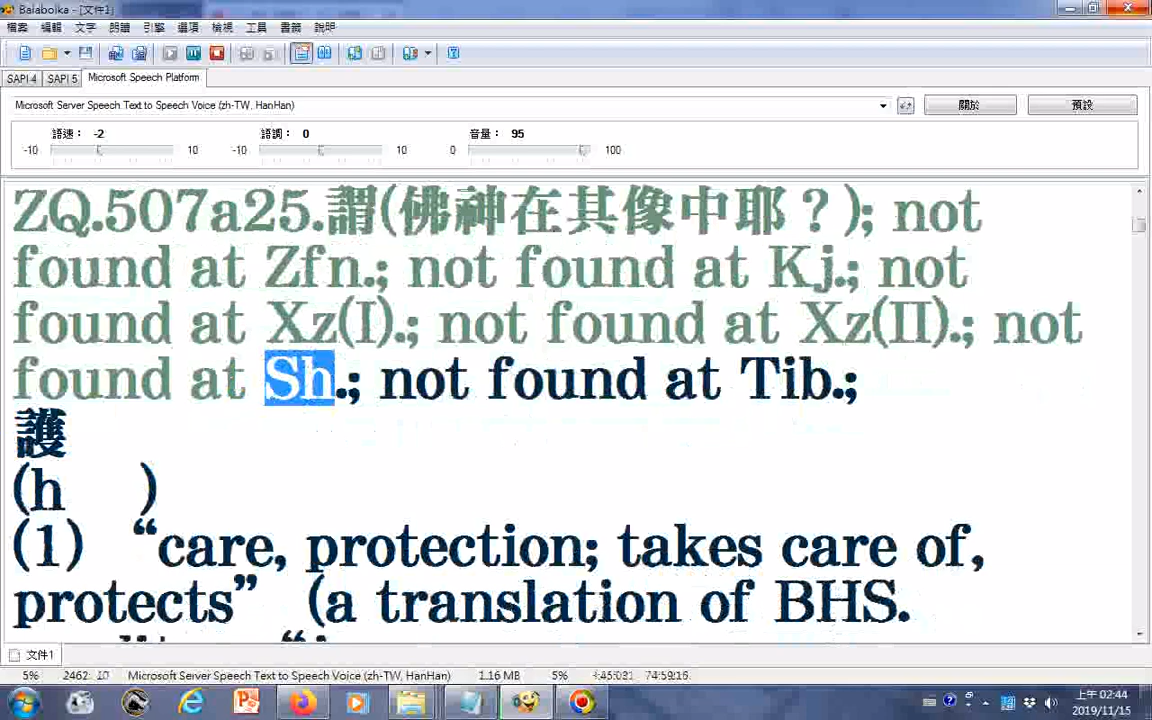 Balabolka - [文件1]
檔案 編輯 文字 朗讀 引擎 選項 檢視 工具 書籤 說明
SAPI 4 SAPI 5 Microsoft Speech Platform
Microsoft Server Speech Text to Speech Voice (zh-TW, HanHan) 關於 預設
語速： -2 語調： 0 音量： 95
-10 10 -10 10 0 100
ZQ.507a25.謂(佛神在其像中耶？); not
found at Zfn.; not found at Kj.; not
found at Xz(I).; not found at Xz(II).; not
found at Sh.; not found at Tib.;
護
(h )
(1) “care, protection; takes care of,
protects” (a translation of BHS.
文件1
5% 2462: 10 Microsoft Server Speech Text to Speech Voice (zh-TW, HanHan) 1.16 MB 5%
上午 02:44
2019/11/15